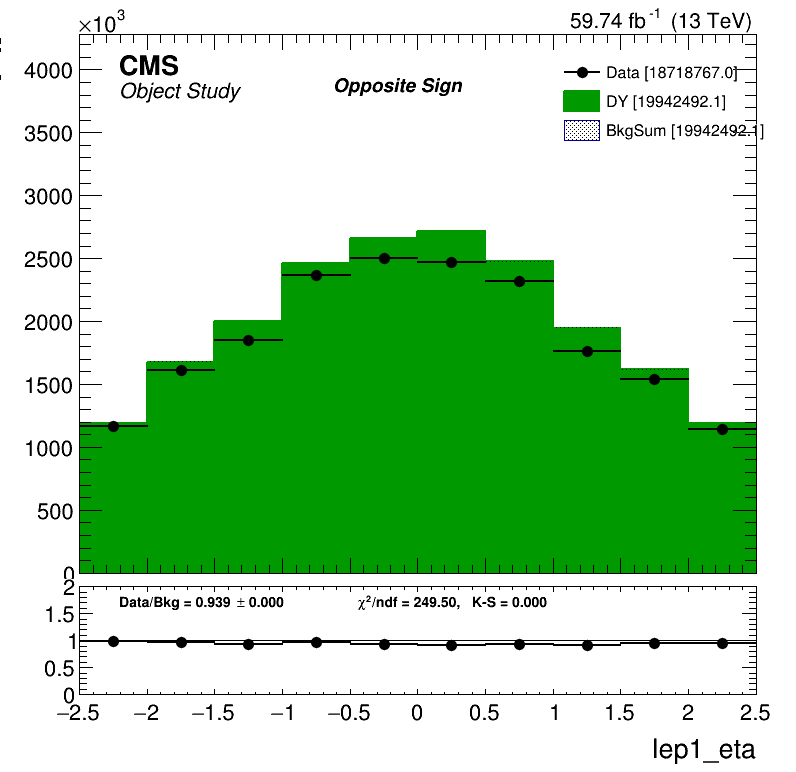 ×10³
59.74 fb⁻¹ (13 TeV)
CMS
Object Study
Opposite Sign
Data [18718767.0]
DY [19942492.1]
BkgSum [19942492.1]
4000
3500
3000
2500
2000
1500
1000
500
0
Data/Bkg = 0.939 ± 0.000
χ²/ndf = 249.50, K-S = 0.000
2
1.5
1
0.5
0
−2.5 −2 −1.5 −1 −0.5 0 0.5 1 1.5 2 2.5
lep1_eta